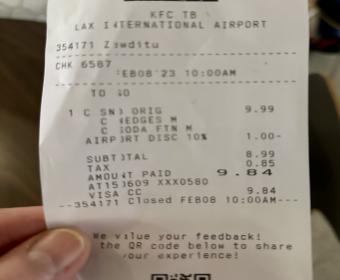 KFC TB
LAX INTERNATIONAL AIRPORT
354171 Zewditu
CHK 6587
FEB08'23 10:00AM
TO GO
1 C SND ORIG 9.99
C WEDGES M
C SODA FTN M
AIRPORT DISC 10% 1.00-
SUBTOTAL 8.99
TAX 0.85
AMOUNT PAID 9.84
AT153609 XXX0580
VISA CC 9.84
---354171 Closed FEB08 10:00AM---
We value your feedback!
the QR code below to share
your experience!